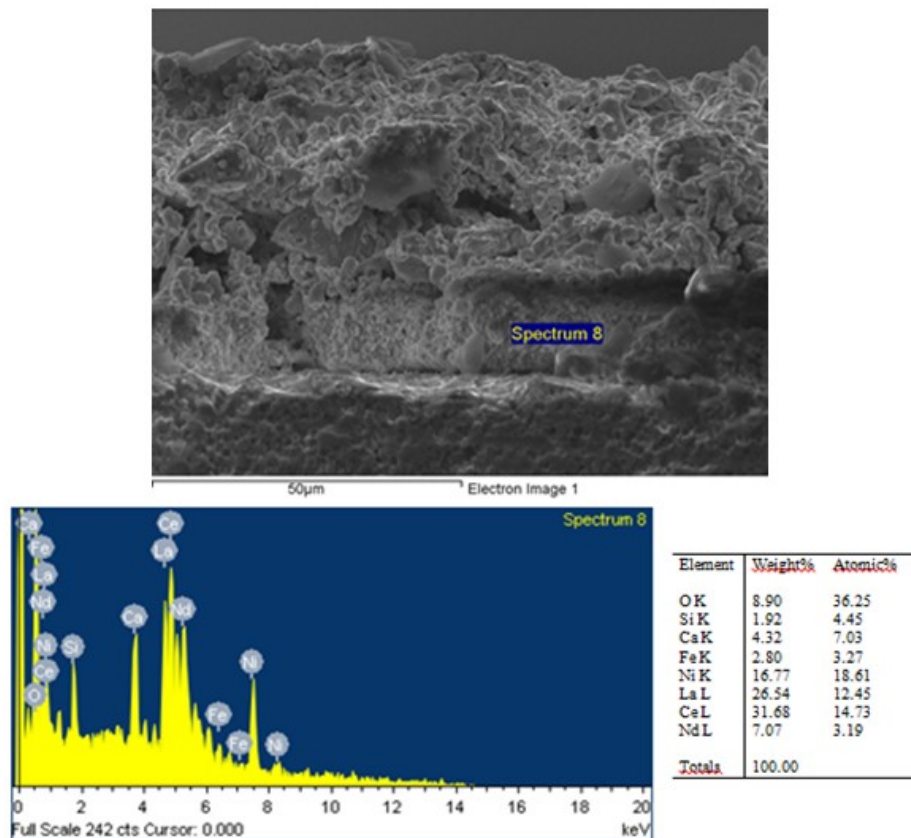 Spectrum 8
50µm Electron Image 1
Spectrum 8
Ca
Ce
Fe
La
La
Nd
Nd
Ca
Ni
Si
Ni
Ce
O
Fe
Fe
Ni
0 2 4 6 8 10 12 14 16 18 20
Full Scale 242 cts Cursor: 0.000 keV
Element Weight% Atomic%
O K 8.90 36.25
Si K 1.92 4.45
Ca K 4.32 7.03
Fe K 2.80 3.27
Ni K 16.77 18.61
La L 26.54 12.45
Ce L 31.68 14.73
Nd L 7.07 3.19
Totals 100.00